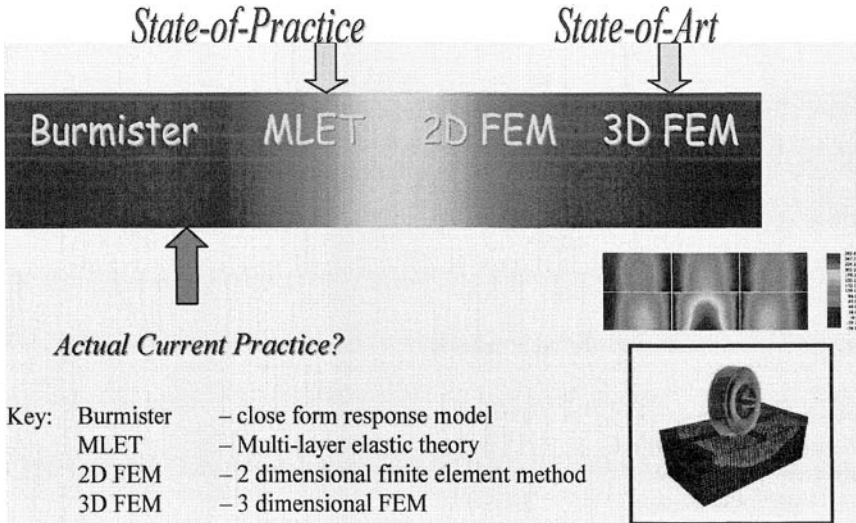 State-of-Practice State-of-Art
Burmister MLET 2D FEM 3D FEM
Actual Current Practice?
Key: Burmister – close form response model
MLET – Multi-layer elastic theory
2D FEM – 2 dimensional finite element method
3D FEM – 3 dimensional FEM